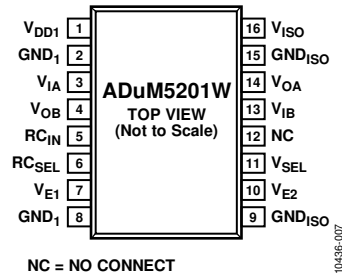 VDD1 1
GND1 2
VIA 3
VOB 4
RCIN 5
RCSEL 6
VE1 7
GND1 8
ADuM5201W
TOP VIEW
(Not to Scale)
16 VISO
15 GNDISO
14 VOA
13 VIB
12 NC
11 VSEL
10 VE2
9 GNDISO
NC = NO CONNECT
10436-007